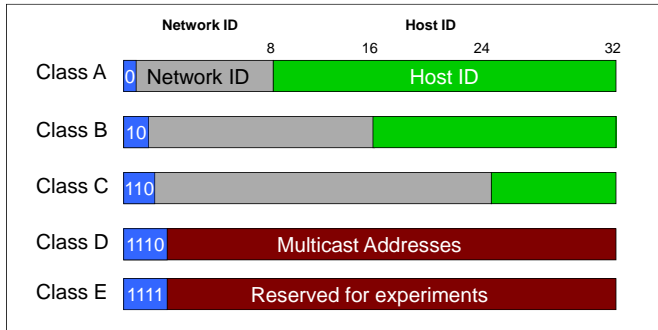 Network ID Host ID
8 16 24 32
Class A 0 Network ID Host ID
Class B 10
Class C 110
Class D 1110 Multicast Addresses
Class E 1111 Reserved for experiments